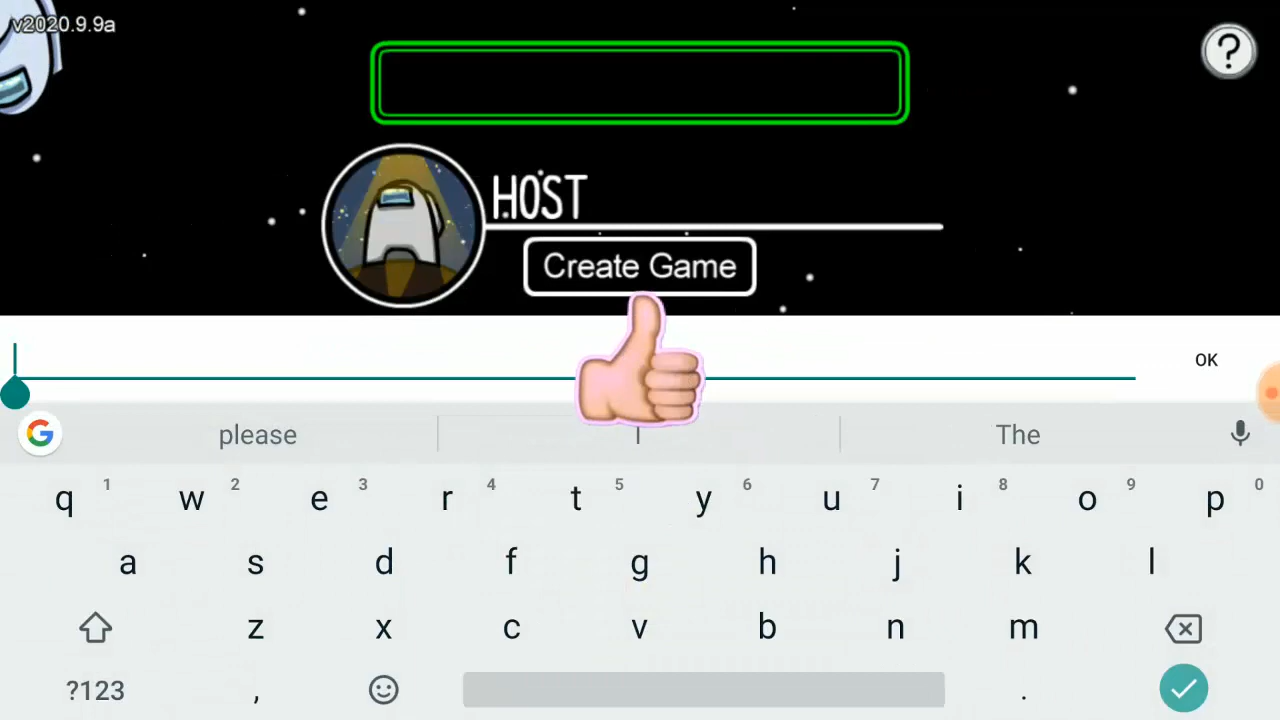 v2020.9.9a
?
HOST
Create Game
OK
G please I The
q 1 w 2 e 3 r 4 t 5 y 6 u 7 i 8 o 9 p 0
a s d f g h j k l
z x c v b n m
?123 , .